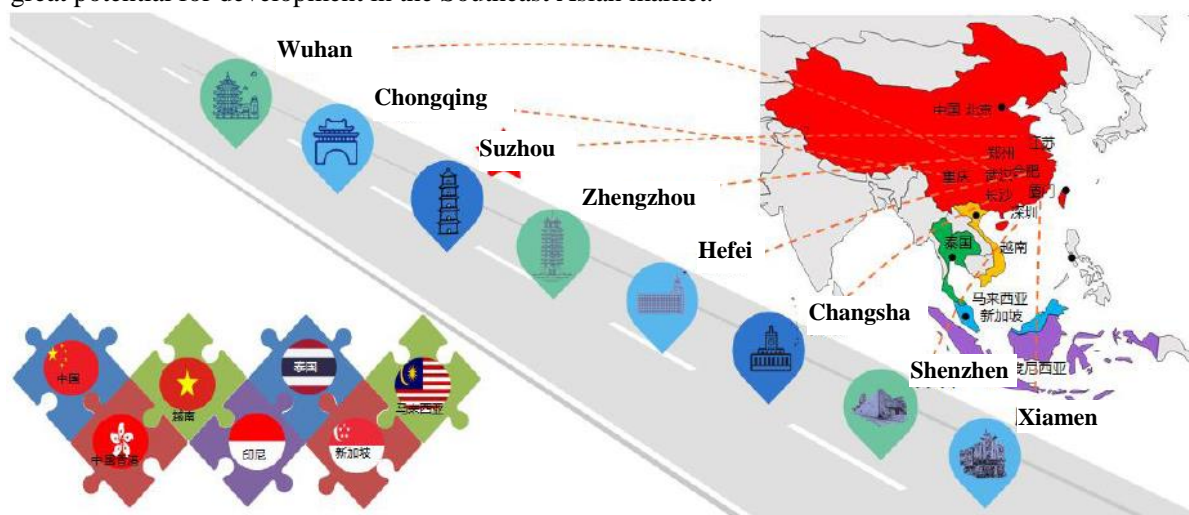 great potential for development in the Southeast Asian market.
Wuhan
Chongqing
Suzhou
Zhengzhou
Hefei
Changsha
Shenzhen
Xiamen
中国 北京
江苏
郑州
重庆
武汉
合肥
长沙
厦门
深圳
泰国
越南
马来西亚
新加坡
度尼西亚
中国
越南
泰国
马来西亚
中国香港
印尼
新加坡